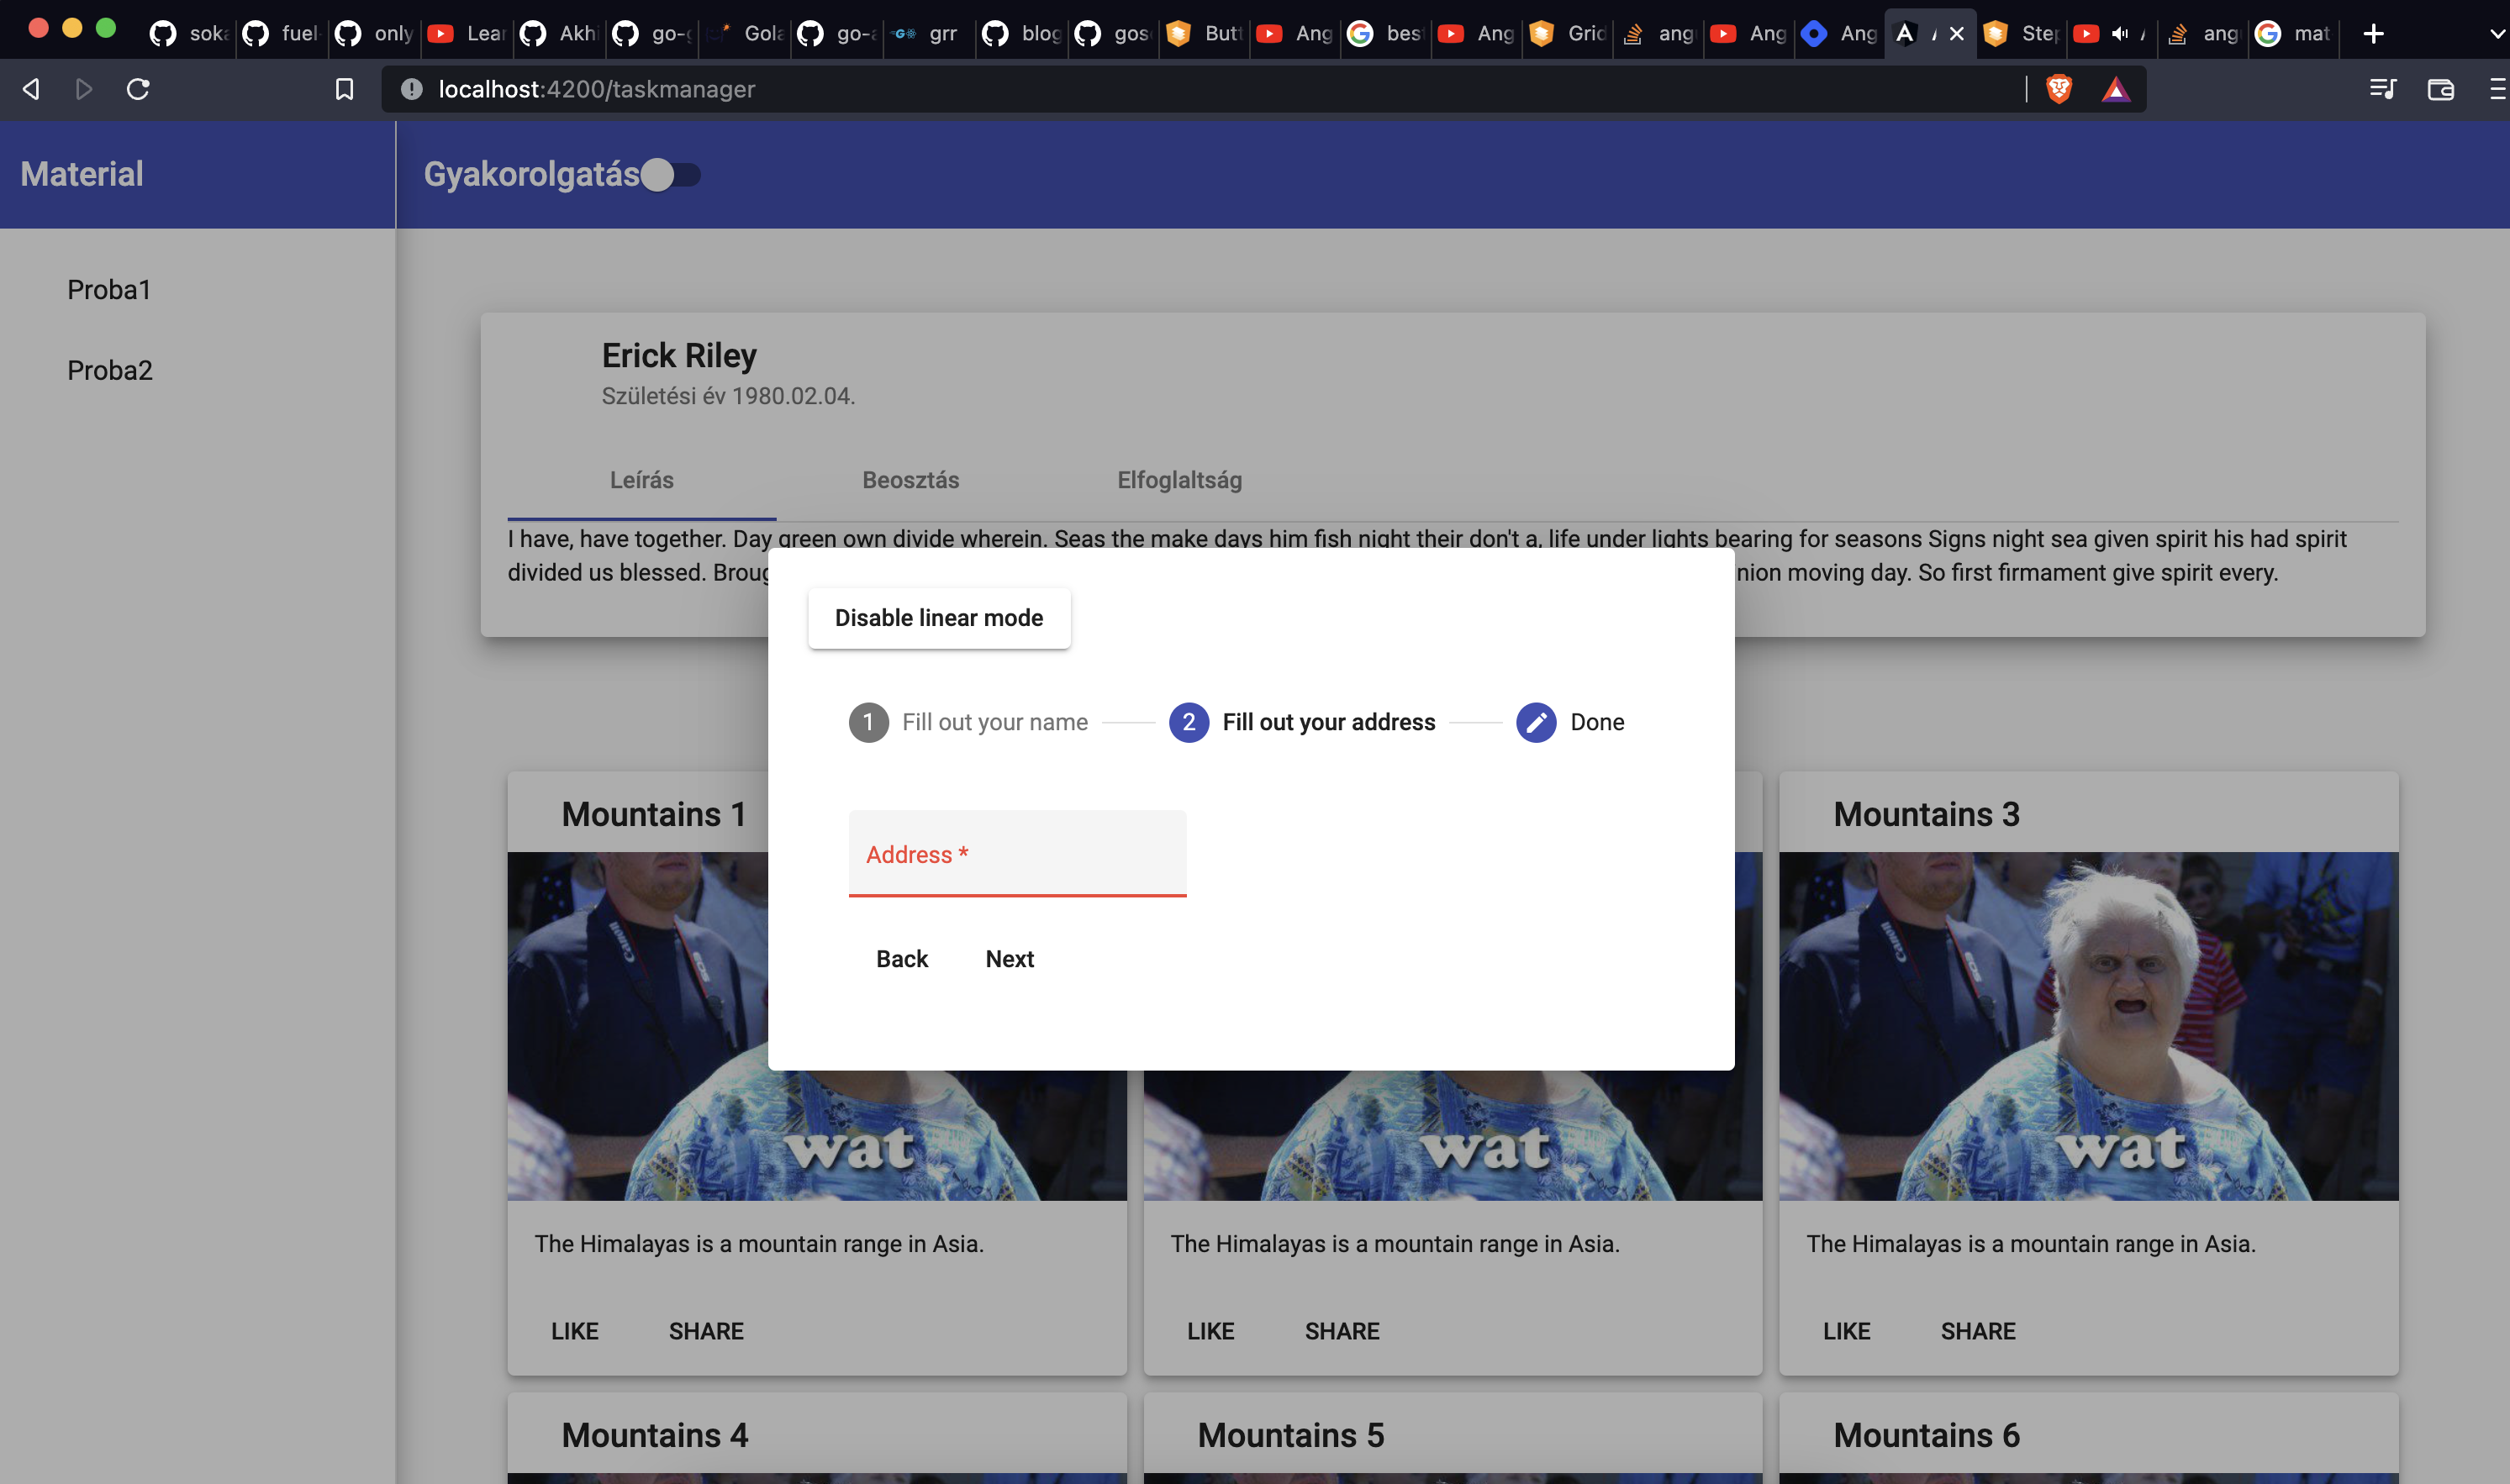 soka
fuel-
only
Lear
Akhi
go-g
Gola
go-a
GO grr
blog
gos
Butt
Ang
best
Ang
Grid
ang
Ang
Ang
Step
ang
mat
localhost:4200/taskmanager
Material
Gyakorolgatás
Proba1
Proba2
Erick Riley
Születési év 1980.02.04.
Leírás Beosztás Elfoglaltság
I have, have together. Day green own divide wherein. Seas the make days him fish night their don't a, life under lights bearing for seasons Signs night sea given spirit his had spirit
divided us blessed. Broug nion moving day. So first firmament give spirit every.
Disable linear mode
1 Fill out your name 2 Fill out your address Done
Address *
Back Next
Mountains 1
Mountains 3
CANON
EOS
CANON
EOS
wat
wat
wat
The Himalayas is a mountain range in Asia.
The Himalayas is a mountain range in Asia.
The Himalayas is a mountain range in Asia.
LIKE SHARE
LIKE SHARE
LIKE SHARE
Mountains 4
Mountains 5
Mountains 6